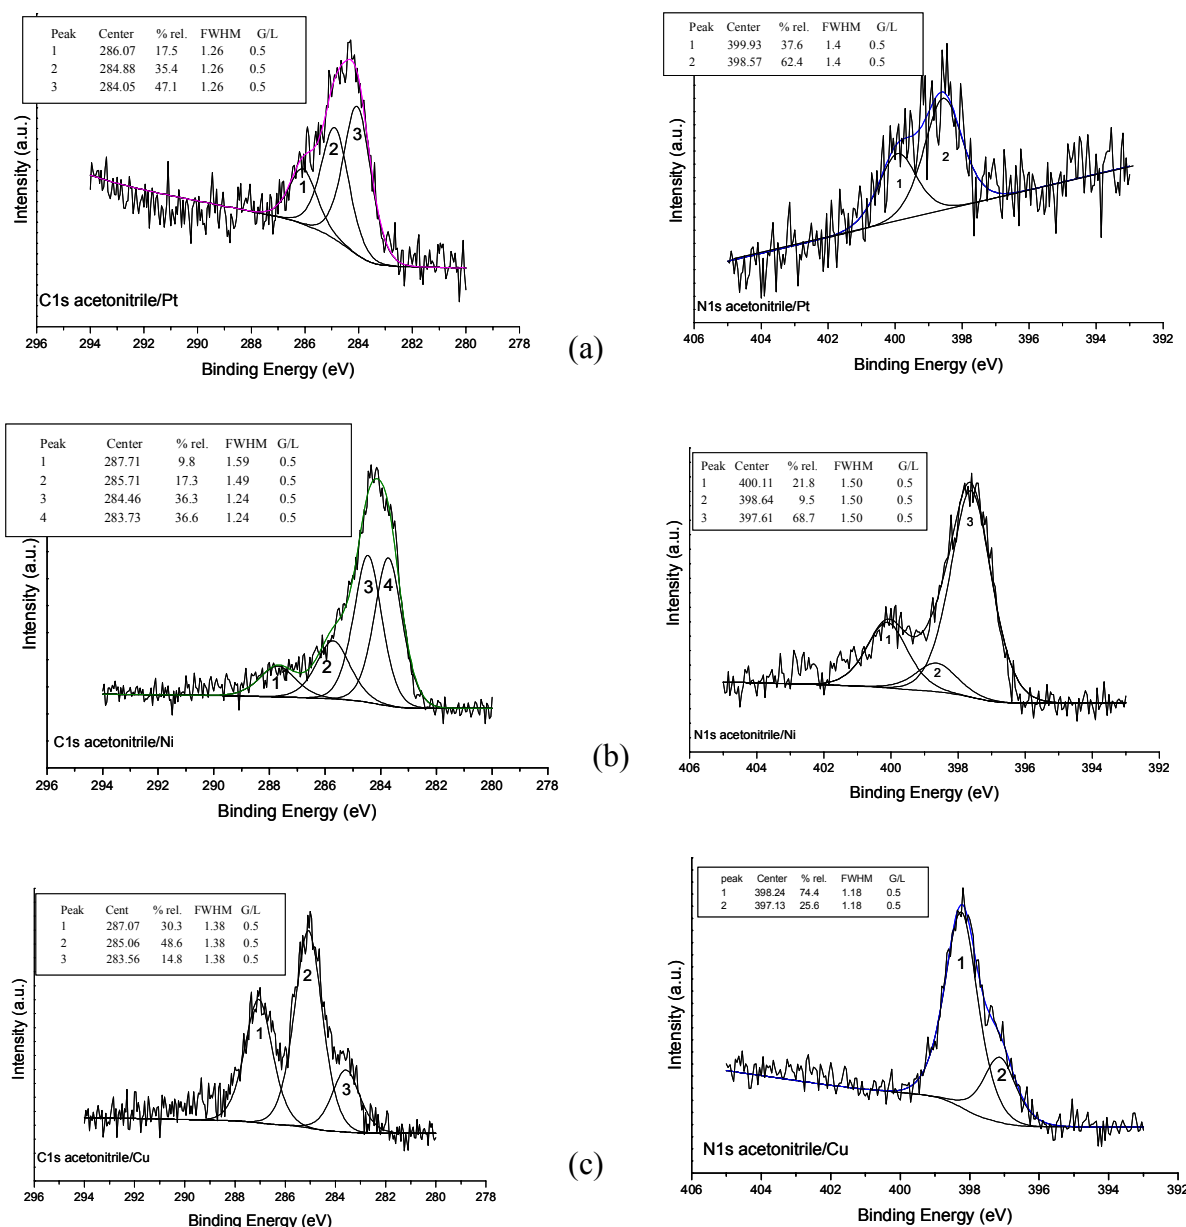 Peak Center % rel. FWHM G/L
1 286.07 17.5 1.26 0.5
2 284.88 35.4 1.26 0.5
3 284.05 47.1 1.26 0.5
1
2
3
Intensity (a.u.)
C1s acetonitrile/Pt
296 294 292 290 288 286 284 282 280 278
Binding Energy (eV)
Peak Center % rel. FWHM G/L
1 399.93 37.6 1.4 0.5
2 398.57 62.4 1.4 0.5
1
2
Intensity (a.u.)
N1s acetonitrile/Pt
406 404 402 400 398 396 394 392
Binding Energy (eV)
(a)
Peak Center % rel. FWHM G/L
1 287.71 9.8 1.59 0.5
2 285.71 17.3 1.49 0.5
3 284.46 36.3 1.24 0.5
4 283.73 36.6 1.24 0.5
1
2
3
4
Intensity (a.u.)
C1s acetonitrile/Ni
296 294 292 290 288 286 284 282 280 278
Binding Energy (eV)
Peak Center % rel. FWHM G/L
1 400.11 21.8 1.50 0.5
2 398.64 9.5 1.50 0.5
3 397.61 68.7 1.50 0.5
1
2
3
Intensity (a.u.)
N1s acetonitrile/Ni
406 404 402 400 398 396 394 392
Binding Energy (eV)
(b)
Peak Cent % rel. FWHM G/L
1 287.07 30.3 1.38 0.5
2 285.06 48.6 1.38 0.5
3 283.56 14.8 1.38 0.5
1
2
3
Intensity (a.u.)
C1s acetonitrile/Cu
296 294 292 290 288 286 284 282 280 278
Binding Energy (eV)
peak Center % rel. FWHM G/L
1 398.24 74.4 1.18 0.5
2 397.13 25.6 1.18 0.5
1
2
Intensity (a.u.)
N1s acetonitrile/Cu
406 404 402 400 398 396 394 392
Binding Energy (eV)
(c)